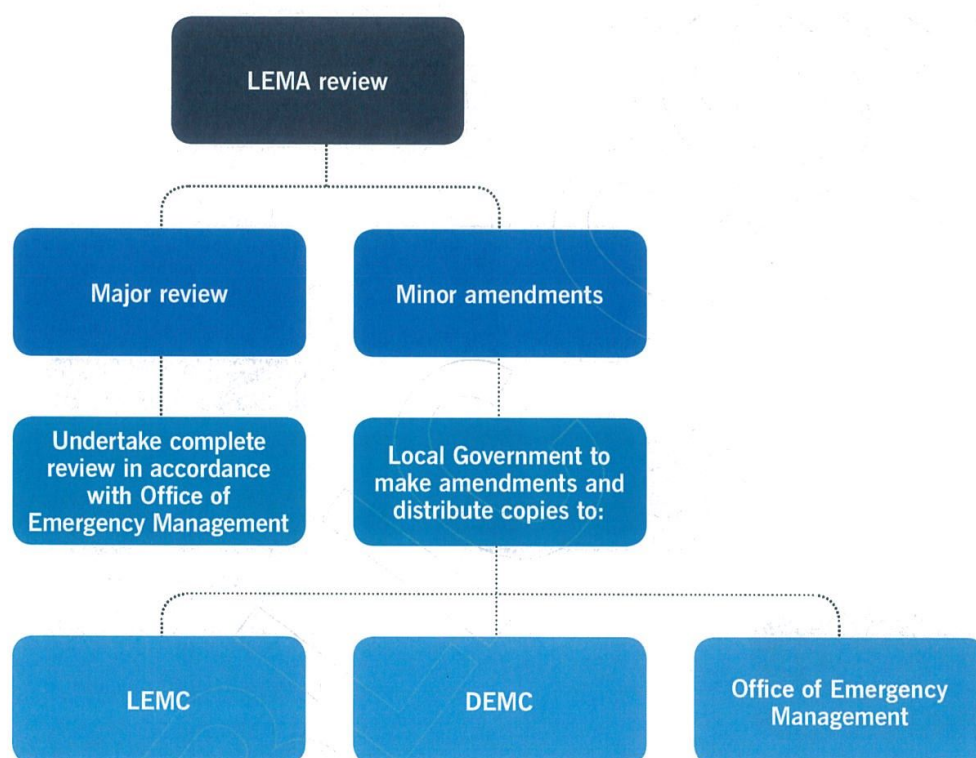 LEMA review
Major review
Minor amendments
Undertake complete
review in accordance
with Office of
Emergency Management
Local Government to
make amendments and
distribute copies to:
LEMC
DEMC
Office of Emergency
Management